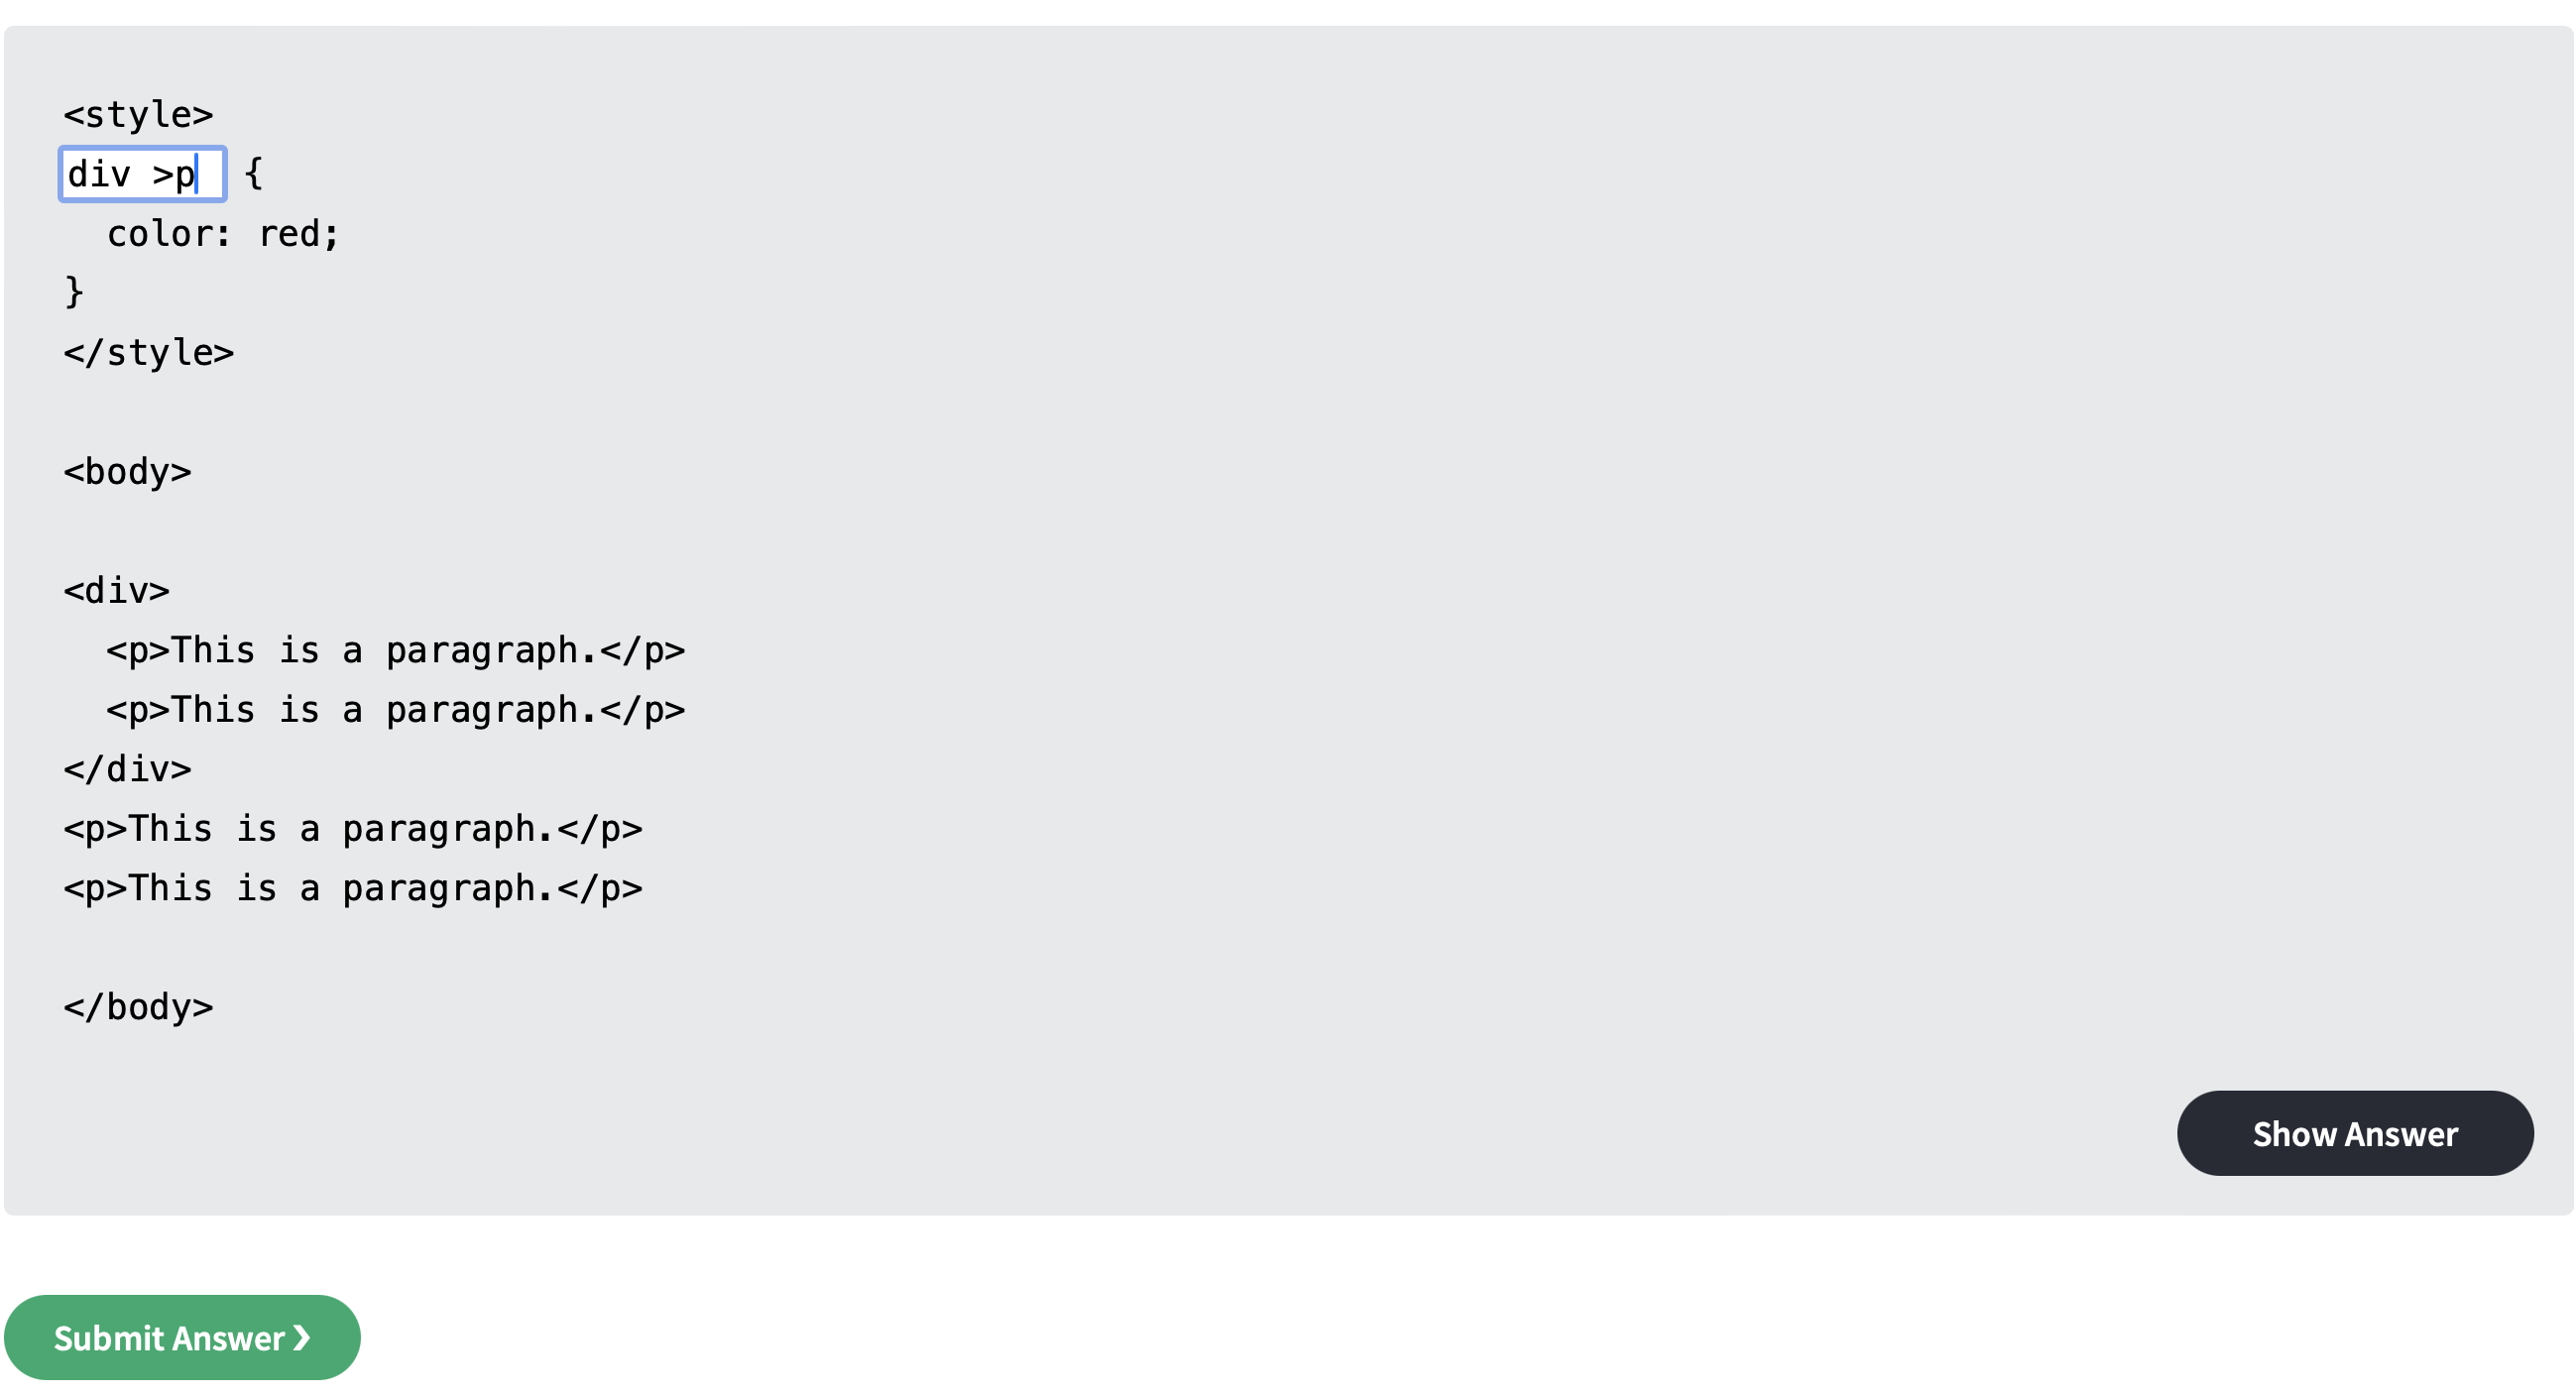 <style>
div >p {
  color: red;
}
</style>
<body>
<div>
  <p>This is a paragraph.</p>
  <p>This is a paragraph.</p>
</div>
<p>This is a paragraph.</p>
<p>This is a paragraph.</p>
</body>
Show Answer
Submit Answer ❯